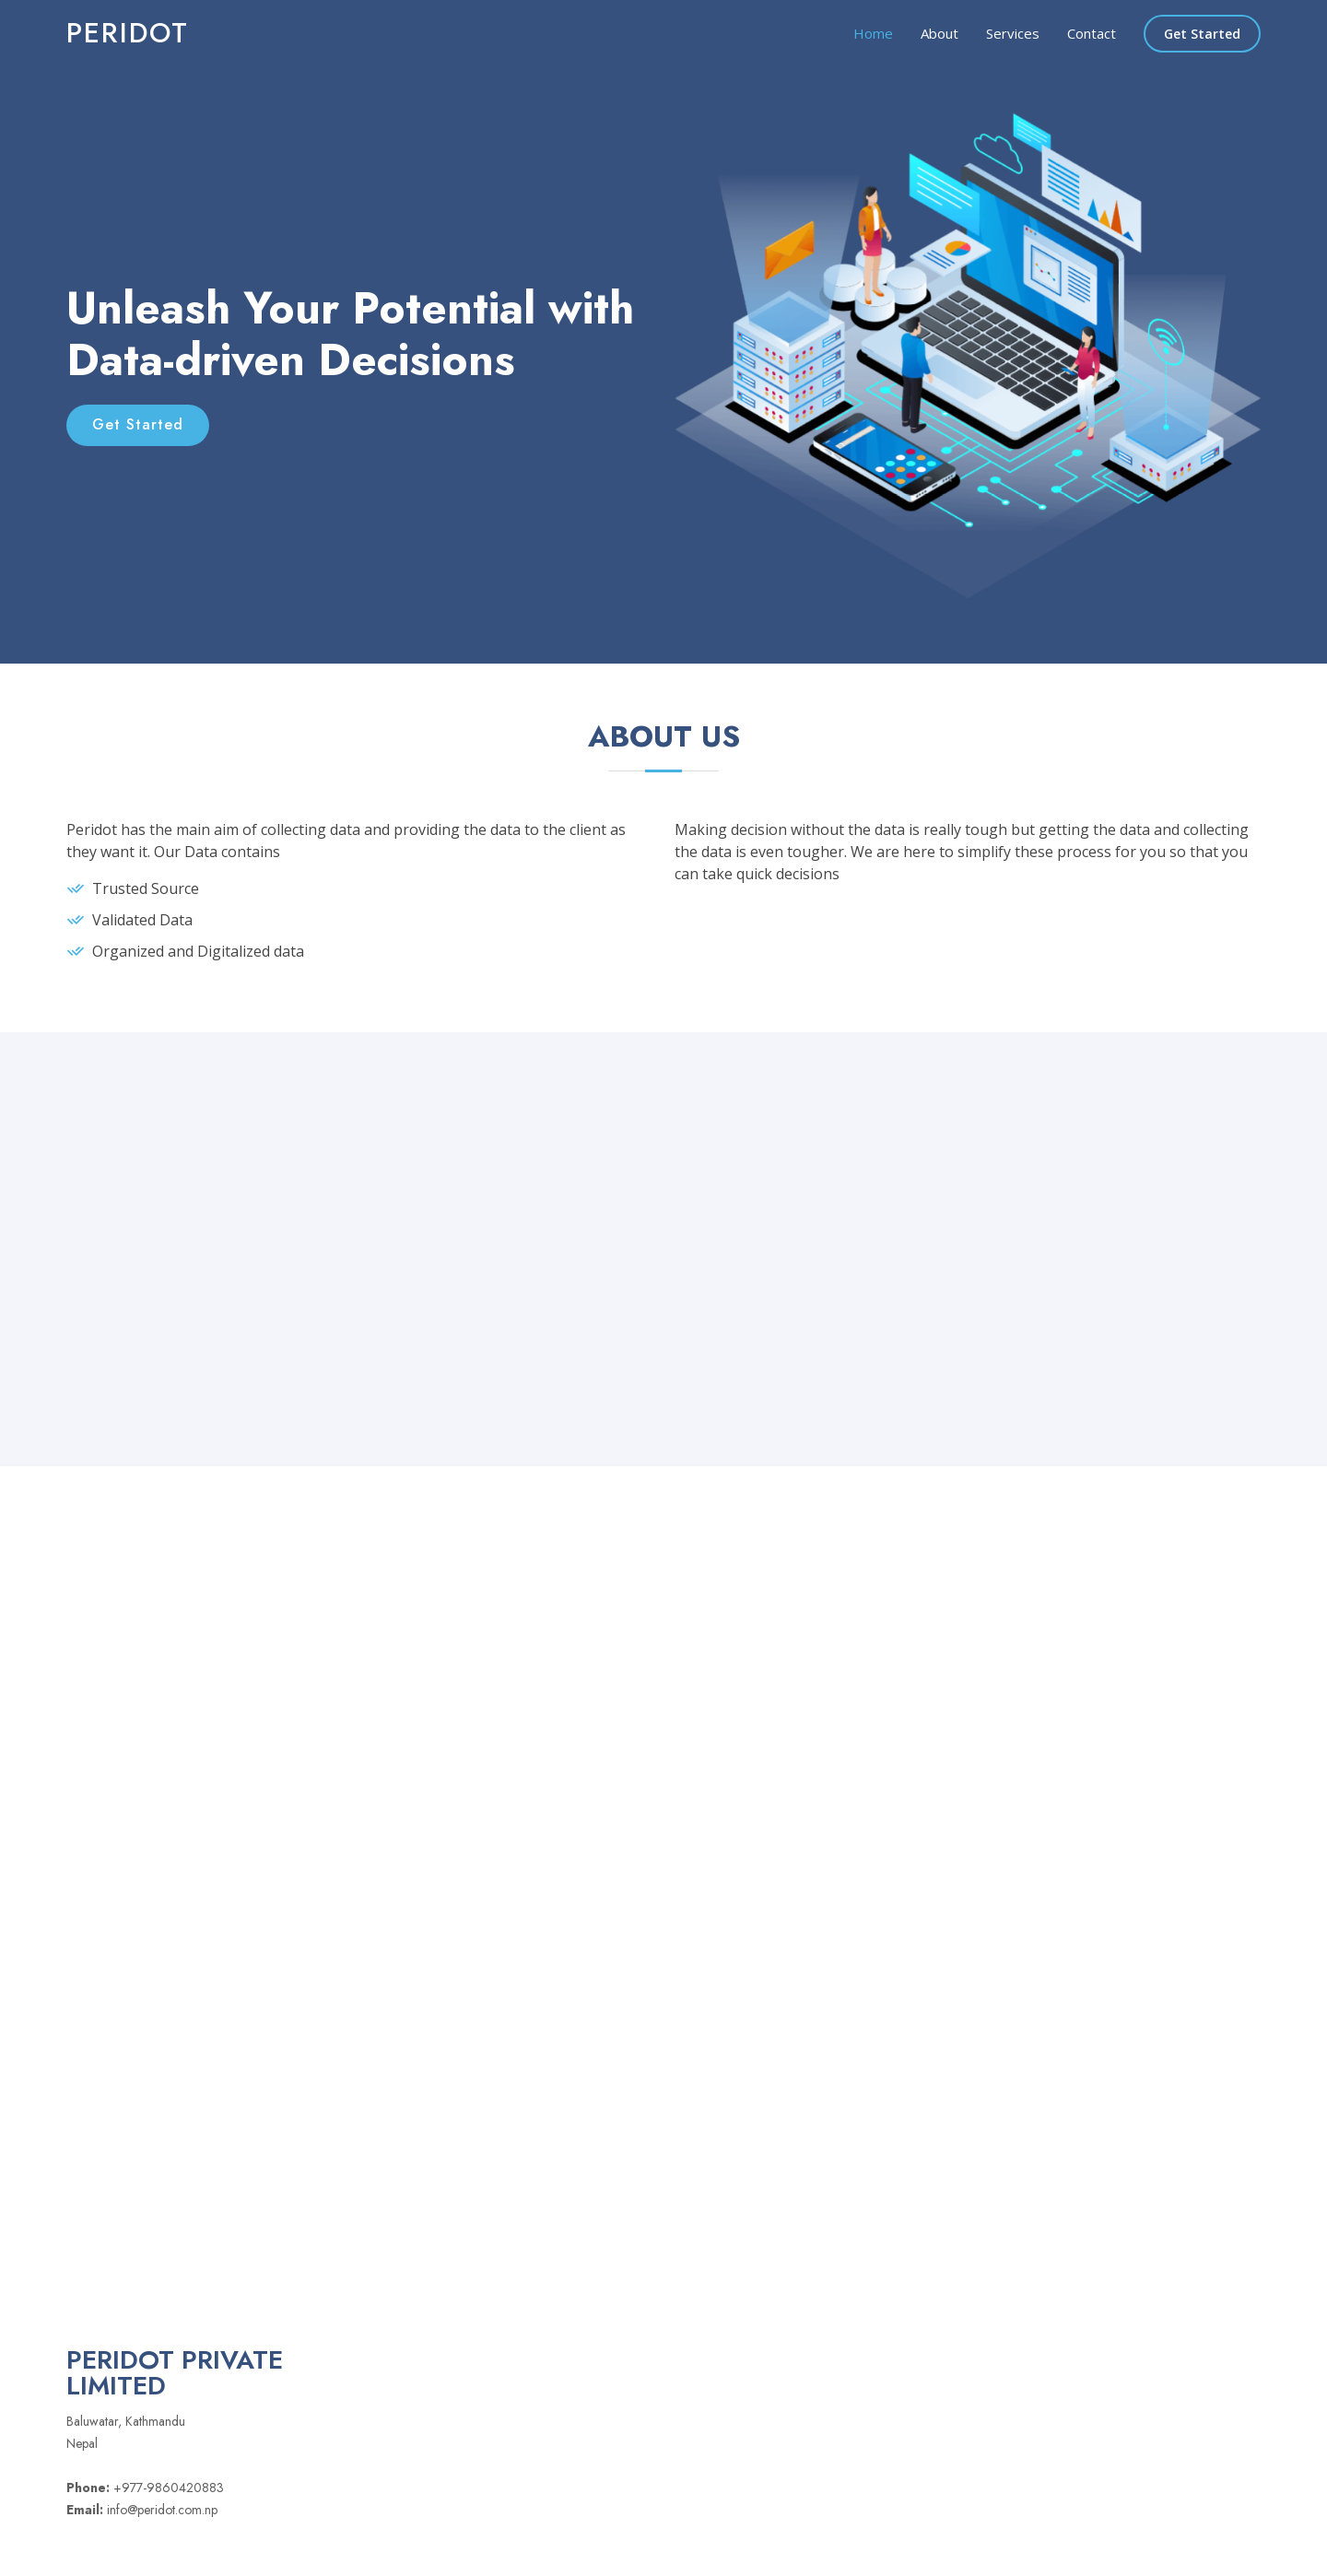 PERIDOT
Home About Services Contact Get Started
Unleash Your Potential with
Data-driven Decisions
Get Started
ABOUT US
Peridot has the main aim of collecting data and providing the data to the client as
they want it. Our Data contains
Trusted Source
Validated Data
Organized and Digitalized data
Making decision without the data is really tough but getting the data and collecting
the data is even tougher. We are here to simplify these process for you so that you
can take quick decisions
PERIDOT PRIVATE
LIMITED
Baluwatar, Kathmandu
Nepal
Phone: +977-9860420883
Email: info@peridot.com.np